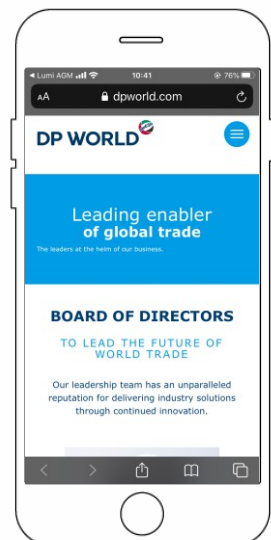 Lumi AGM 10:41 76%
AA dpworld.com
DP WORLD
Leading enabler
of global trade
The leaders at the helm of our business.
BOARD OF DIRECTORS
TO LEAD THE FUTURE OF
WORLD TRADE
Our leadership team has an unparalleled
reputation for delivering industry solutions
through continued innovation.